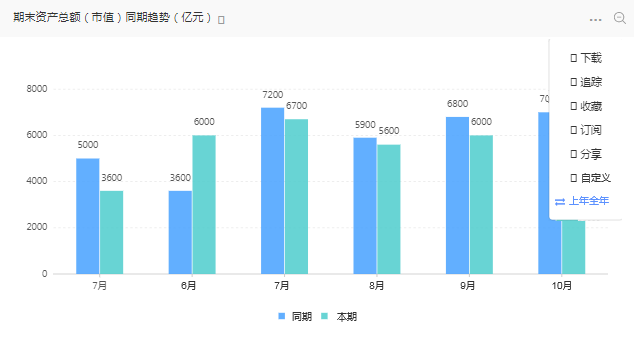 期末资产总额（市值）同期趋势（亿元）
下载
追踪
收藏
订阅
分享
自定义
上年全年
8000
6000
4000
2000
0
5000
3600
3600
6000
7200
6700
5900
5600
6800
6000
7月
6月
7月
8月
9月
10月
同期
本期